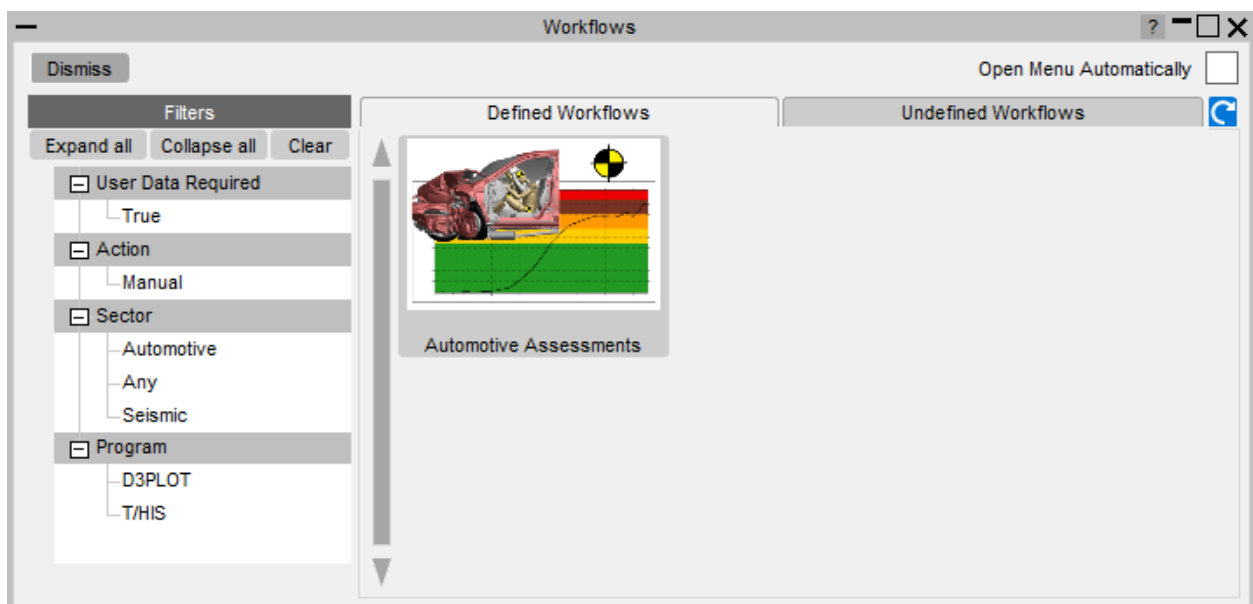 Workflows
?
Dismiss
Open Menu Automatically
Filters
Defined Workflows
Undefined Workflows
Expand all
Collapse all
Clear
User Data Required
True
Action
Manual
Sector
Automotive
Any
Seismic
Program
D3PLOT
T/HIS
Automotive Assessments